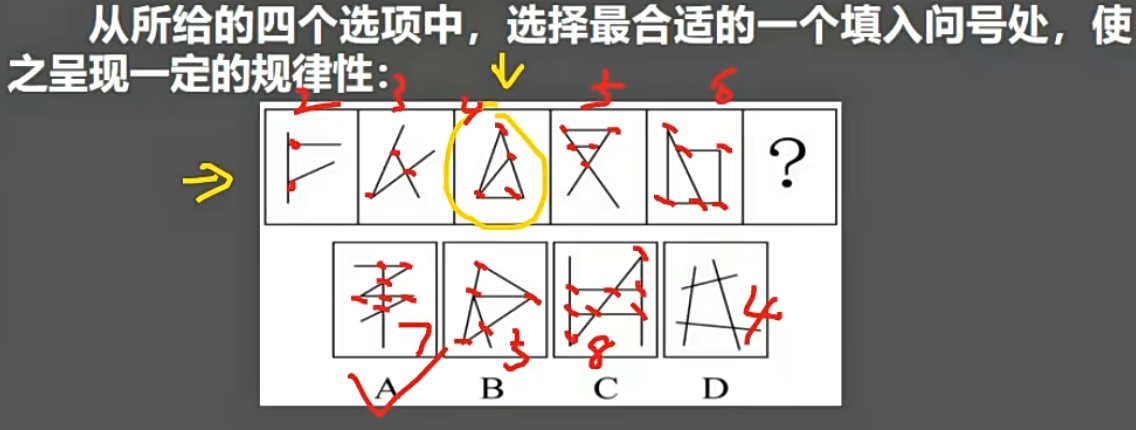 从所给的四个选项中，选择最合适的一个填入问号处，使
之呈现一定的规律性：
2 3 4 5 6
?
7 5 8 4
A B C D